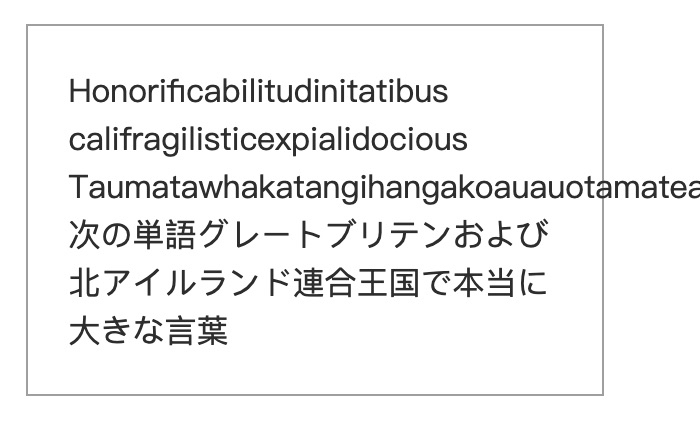 Honorificabilitudinitatibus
califragilisticexpialidocious
Taumatawhakatangihangakoauauotamatea
次の単語グレートブリテンおよび
北アイルランド連合王国で本当に
大きな言葉